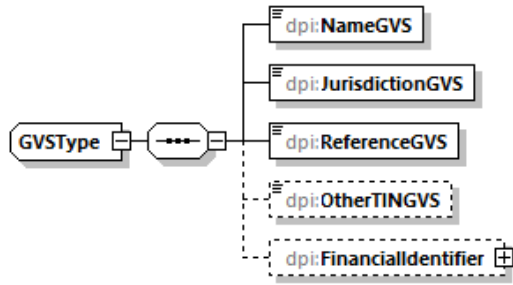 dpi:NameGVS
dpi:JurisdictionGVS
GVSType
dpi:ReferenceGVS
dpi:OtherTINGVS
dpi:FinancialIdentifier